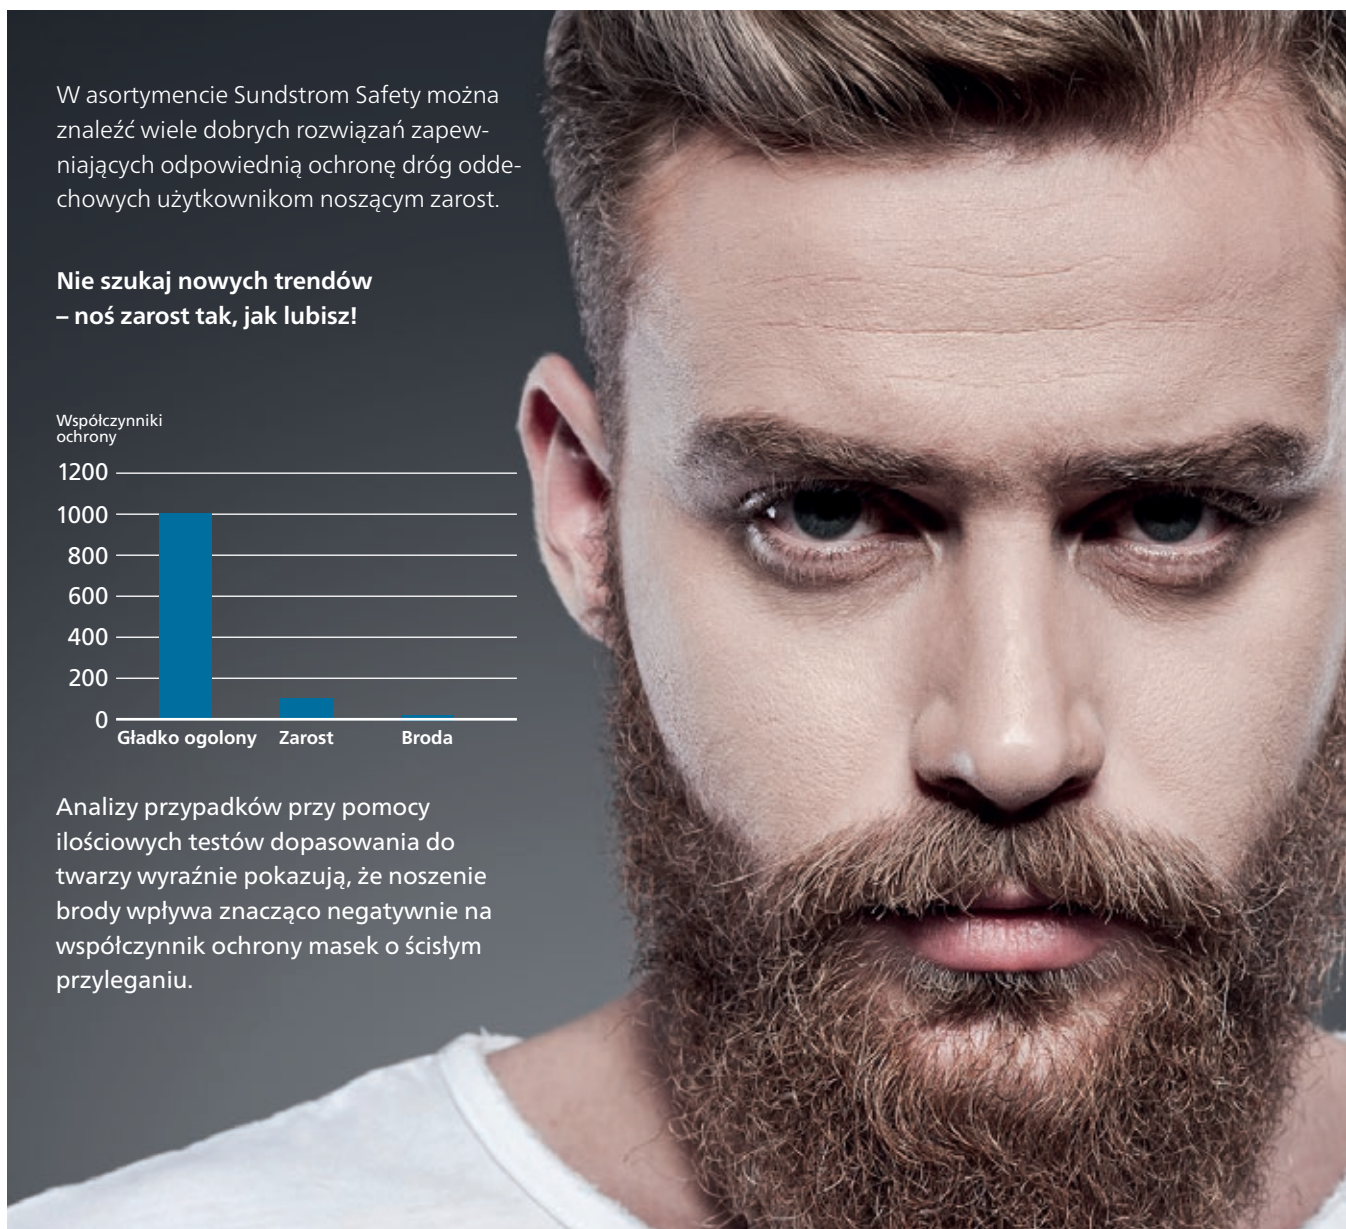 W asortymencie Sundstrom Safety można
znaleźć wiele dobrych rozwiązań zapew-
niających odpowiednią ochronę dróg odde-
chowych użytkownikom noszącym zarost.
Nie szukaj nowych trendów
– noś zarost tak, jak lubisz!
Współczynniki
ochrony
1200
1000
800
600
400
200
0
Gładko ogolony Zarost Broda
Analizy przypadków przy pomocy
ilościowych testów dopasowania do
twarzy wyraźnie pokazują, że noszenie
brody wpływa znacząco negatywnie na
współczynnik ochrony masek o ścisłym
przyleganiu.